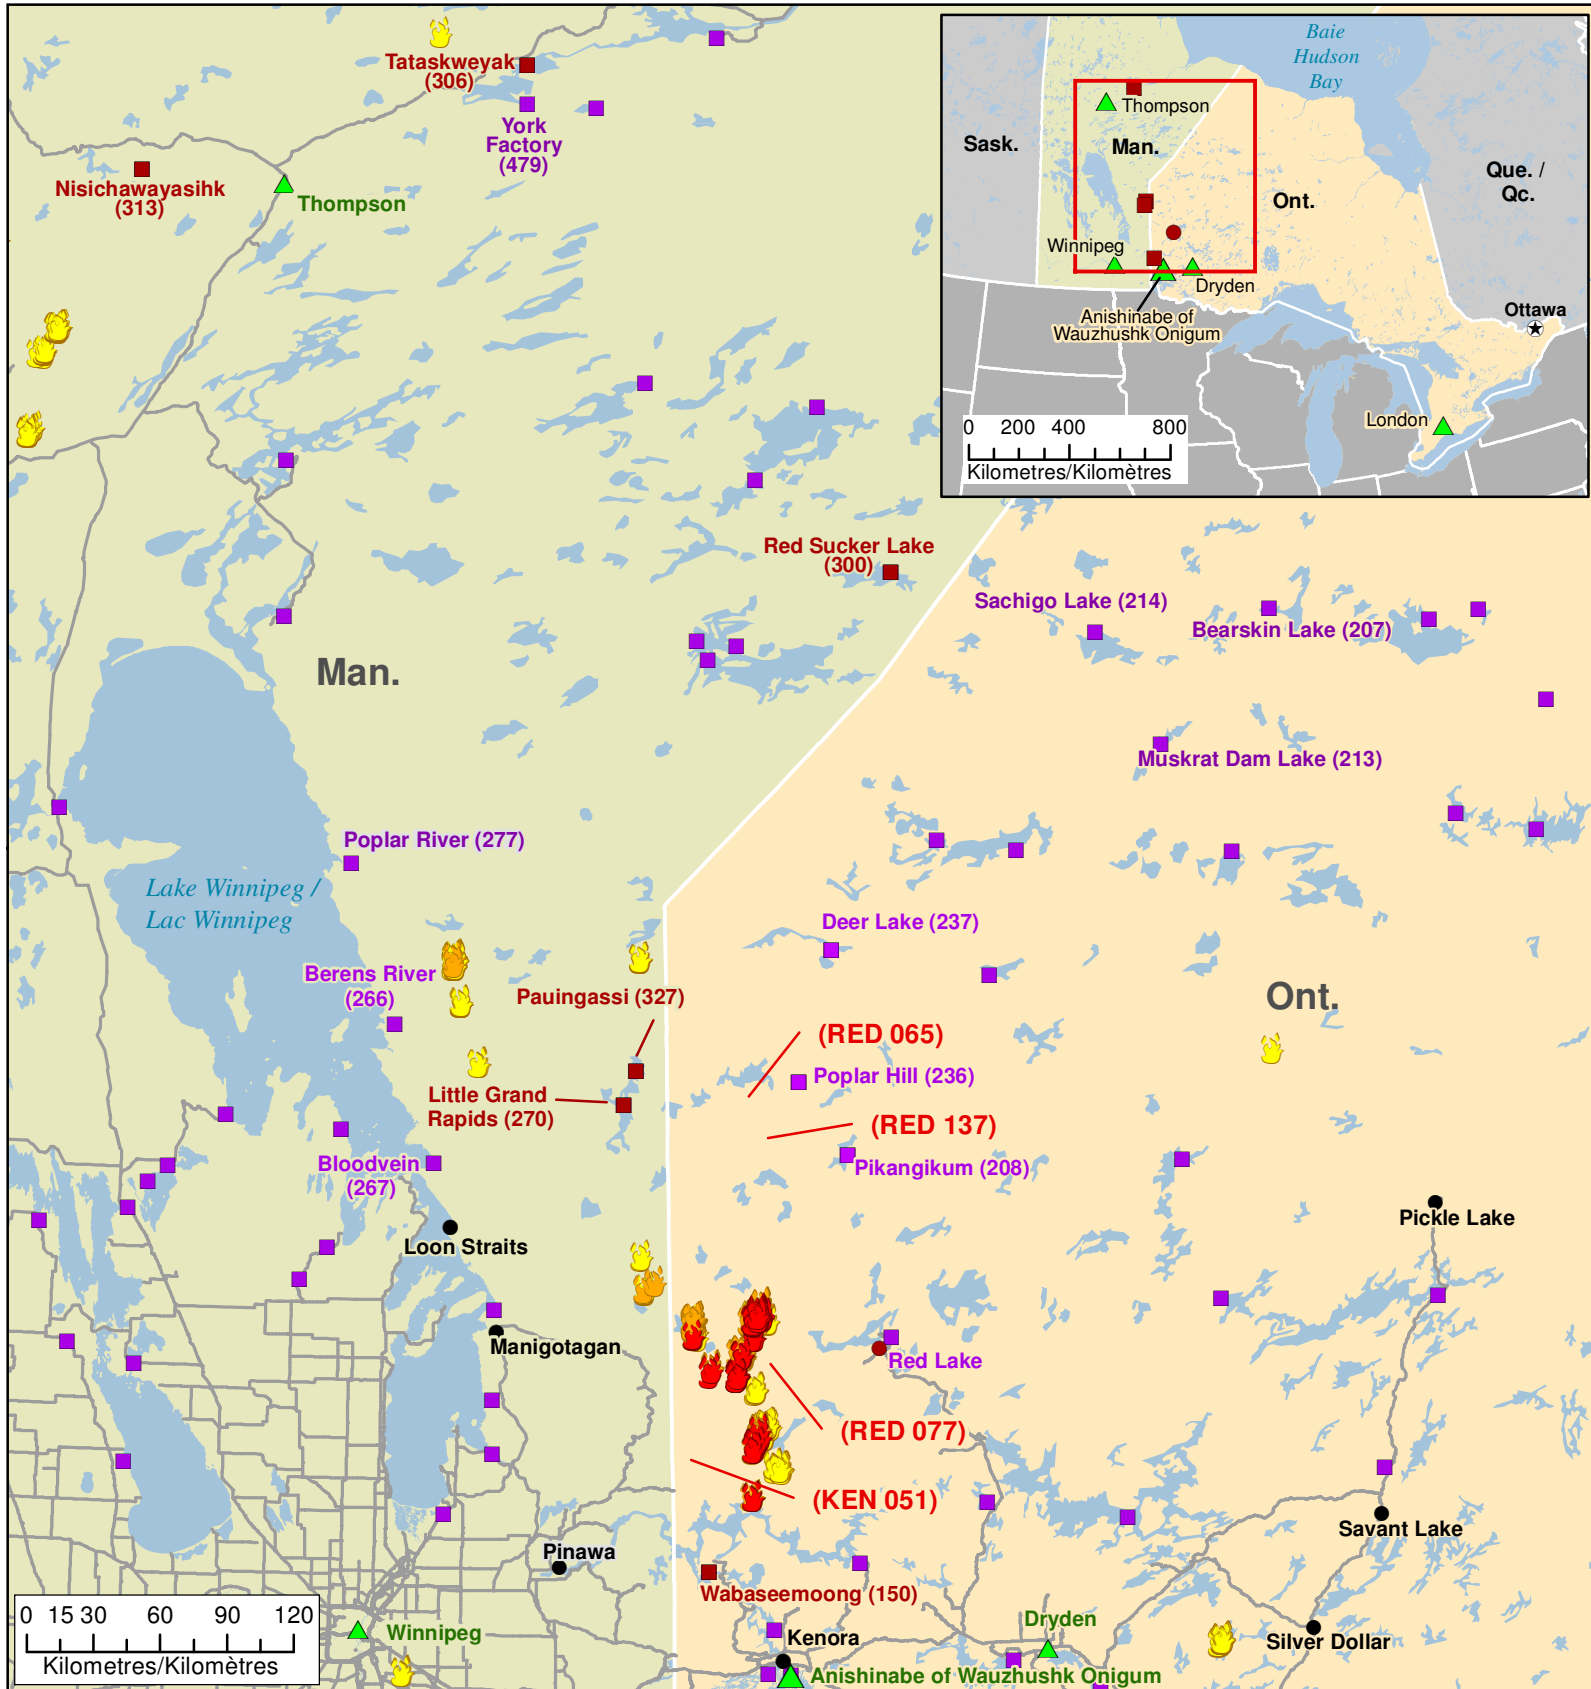 Tataskweyak
(306)
York
Factory
(479)
Nisichawayasihk
(313)
Thompson
Baie
Hudson
Bay
Thompson
Sask.
Man.
Que. /
Qc.
Ont.
Winnipeg
Dryden
Anishinabe of
Wauzhushk Onigum
Ottawa
London
0 200 400 800
Kilometres/Kilomètres
Red Sucker Lake
(300)
Sachigo Lake (214)
Bearskin Lake (207)
Man.
Muskrat Dam Lake (213)
Poplar River (277)
Lake Winnipeg /
Lac Winnipeg
Deer Lake (237)
Berens River
(266)
Pauingassi (327)
Ont.
(RED 065)
Poplar Hill (236)
Little Grand
Rapids (270)
(RED 137)
Bloodvein
(267)
Pikangikum (208)
Pickle Lake
Loon Straits
Manigotagan
Red Lake
(RED 077)
(KEN 051)
Savant Lake
Pinawa
Wabaseemoong (150)
0 15 30 60 90 120
Kilometres/Kilomètres
Winnipeg
Dryden
Kenora
Silver Dollar
Anishinabe of Wauzhushk Onigum